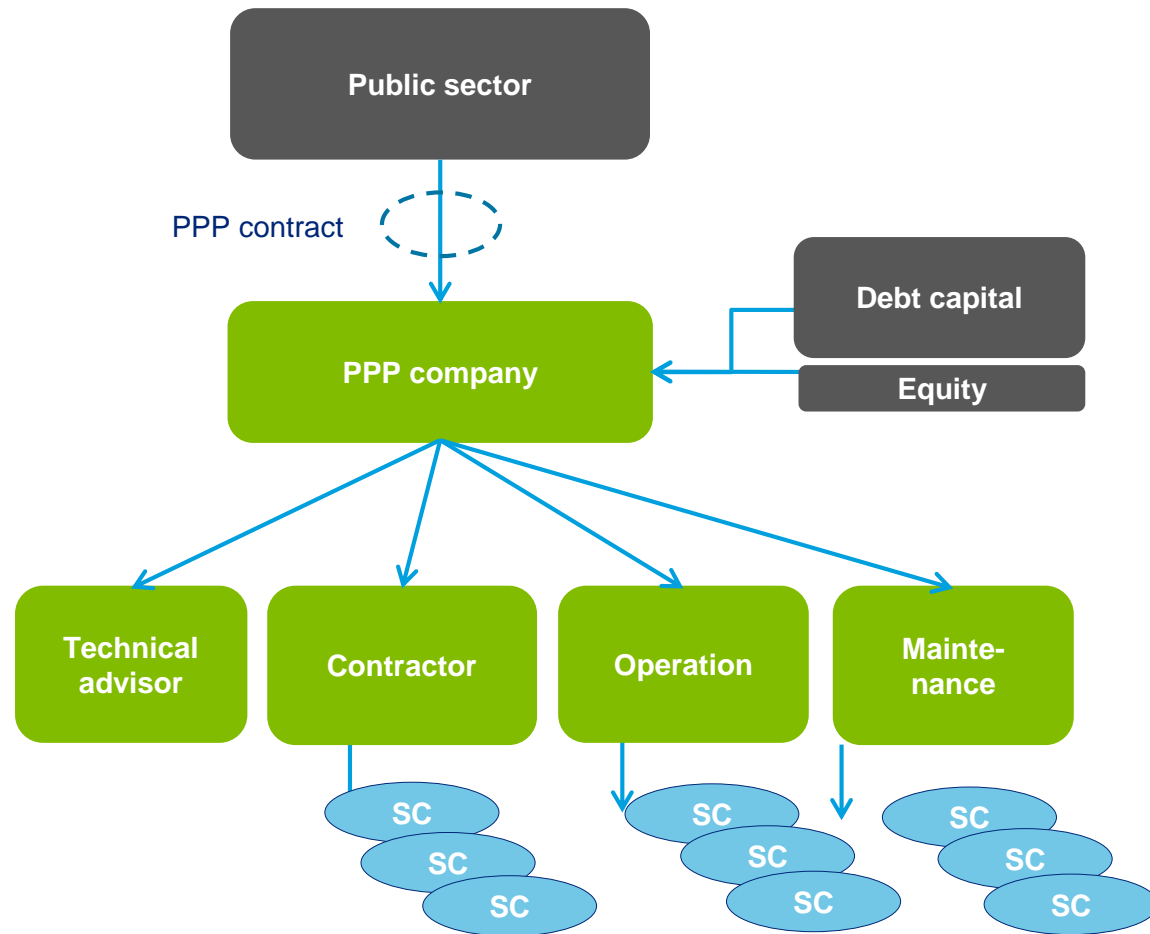 Public sector
PPP contract
Debt capital
PPP company
Equity
Technical
advisor
Contractor
Operation
Mainte-
nance
SC
SC
SC
SC
SC
SC
SC
SC
SC